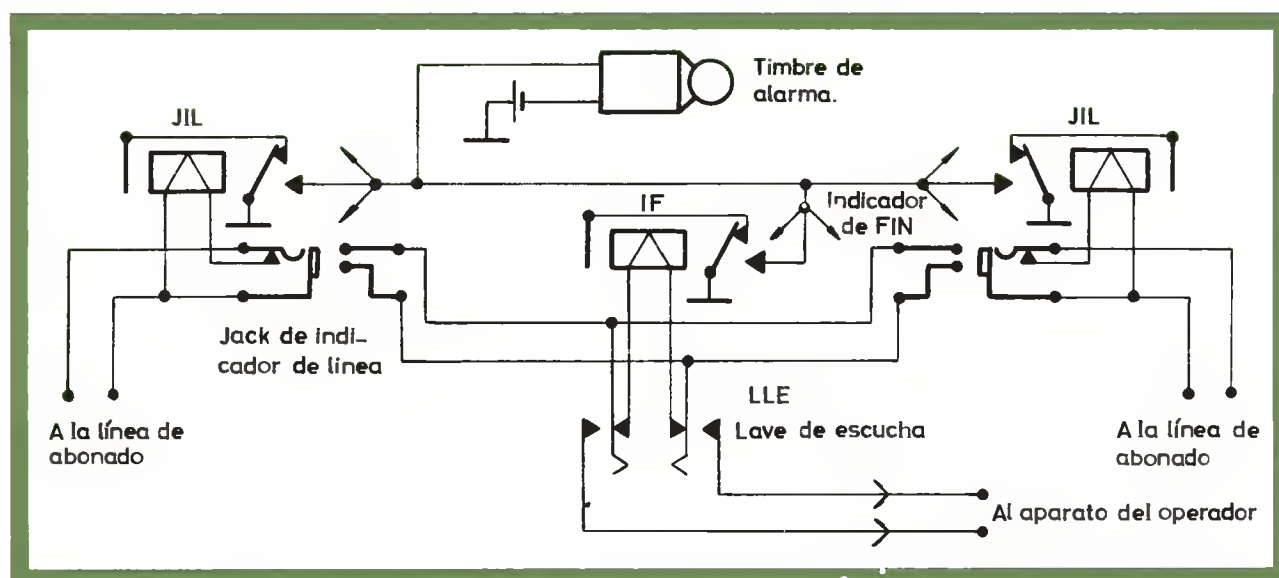 Timbre de
alarma.
JIL
JIL
IF
Indicador
de FIN
Jack de indi-
cador de línea
LLE
Lave de escucha
A la línea de
abonado
A la línea de
abonado
Al aparato del operador